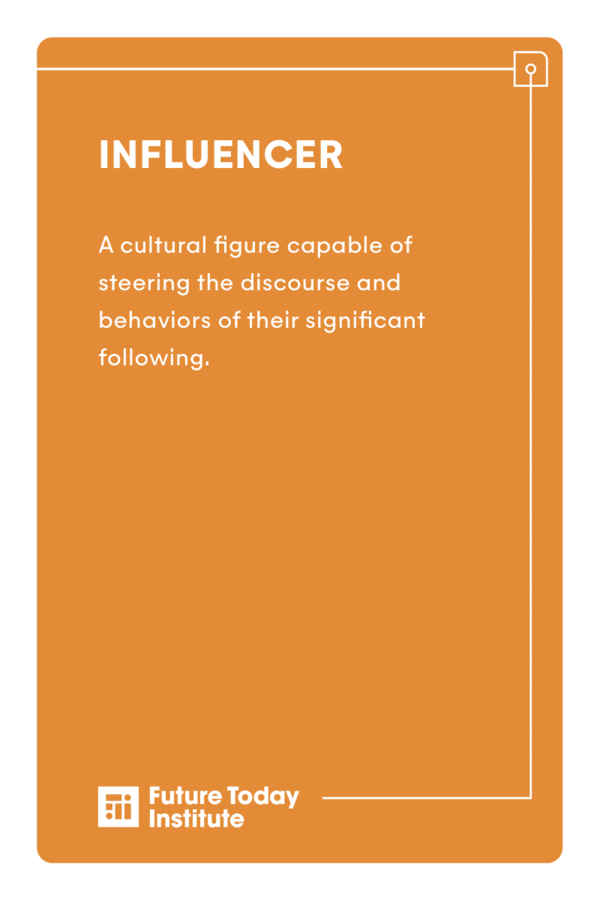 INFLUENCER
A cultural figure capable of
steering the discourse and
behaviors of their significant
following.
Future Today
Institute